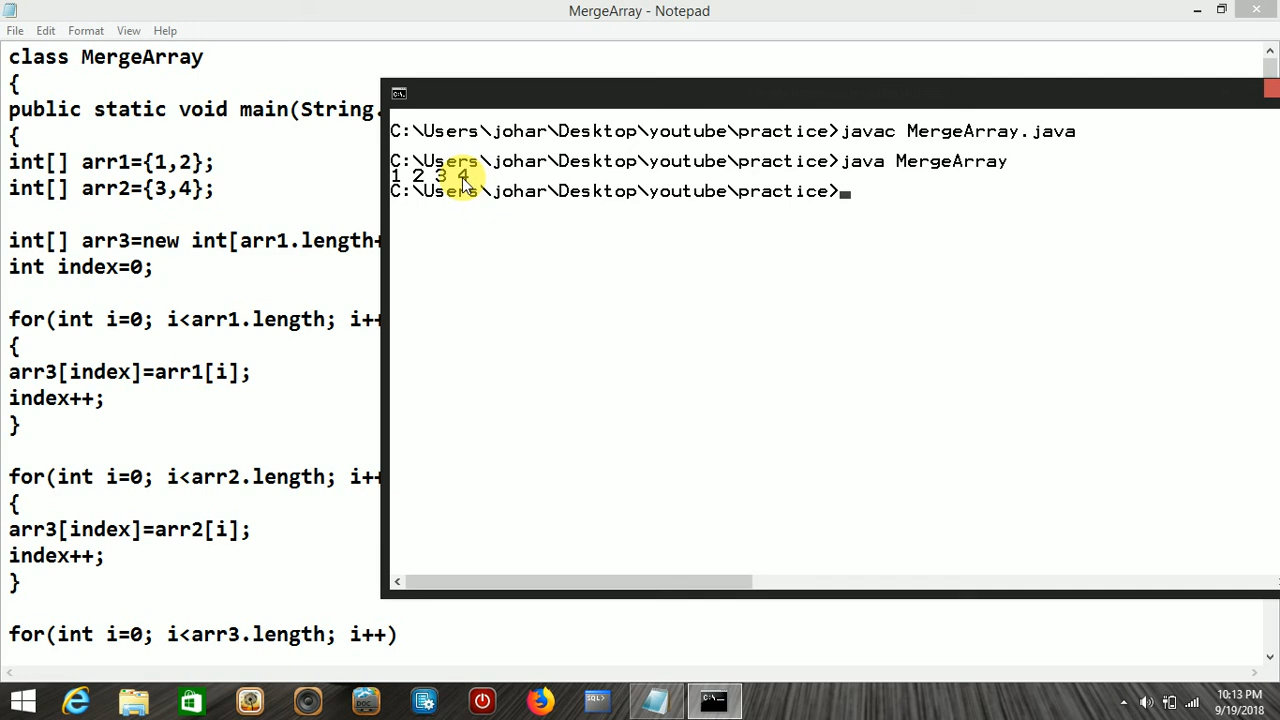 MergeArray - Notepad
File Edit Format View Help
class MergeArray
{
public static void main(String.
{
int[] arr1={1,2};
int[] arr2={3,4};
int[] arr3=new int[arr1.length+
int index=0;
for(int i=0; i<arr1.length; i++
{
arr3[index]=arr1[i];
index++;
}
for(int i=0; i<arr2.length; i++
{
arr3[index]=arr2[i];
index++;
}
for(int i=0; i<arr3.length; i++)
C:\Users\johar\Desktop\youtube\practice>javac MergeArray.java
C:\Users\johar\Desktop\youtube\practice>java MergeArray
1 2 3 4
C:\Users\johar\Desktop\youtube\practice>
DOC
SQL>
C:\.
10:13 PM
9/19/2018